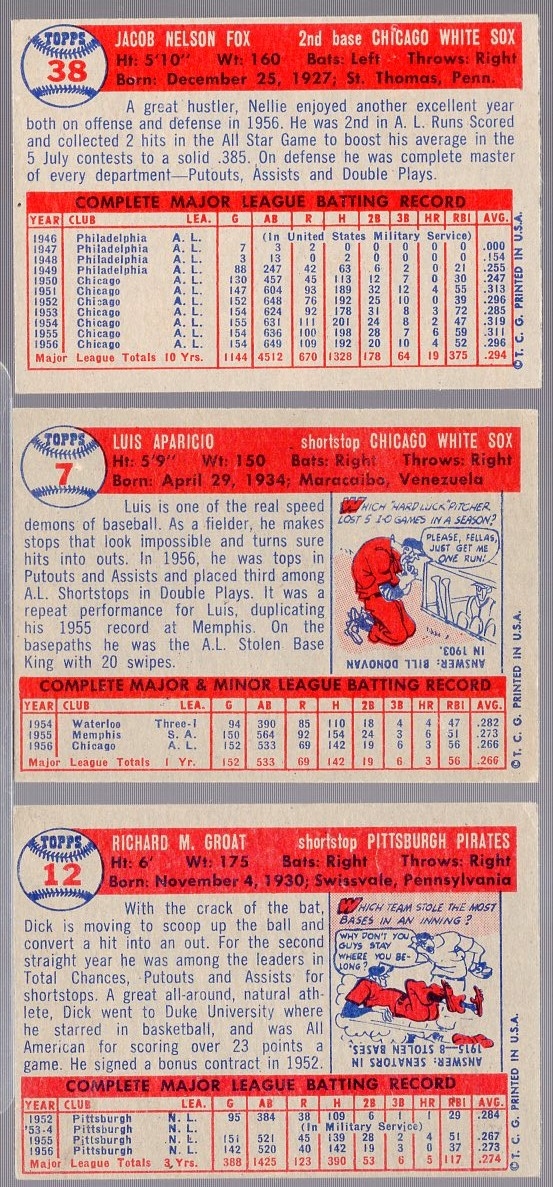 TOPPS
38
JACOB NELSON FOX 2nd base CHICAGO WHITE SOX
Ht: 5'10" Wt: 160 Bats: Left Throws: Right
Born: December 25, 1927; St. Thomas, Penn.
A great hustler, Nellie enjoyed another excellent year
both on offense and defense in 1956. He was 2nd in A. L. Runs Scored
and collected 2 hits in the All Star Game to boost his average in the
5 July contests to a solid .385. On defense he was complete master
of every department—Putouts, Assists and Double Plays.
COMPLETE MAJOR LEAGUE BATTING RECORD
YEAR CLUB LEA. G AB R H 2B 3B HR RBI AVG.
1946 Philadelphia A. L. (In United States Military Service)
1947 Philadelphia A. L. 7 3 2 0 0 0 0 0 .000
1948 Philadelphia A. L. 3 13 0 2 0 0 0 0 .154
1949 Philadelphia A. L. 88 247 42 63 6 2 0 21 .255
1950 Chicago A. L. 130 457 45 113 12 7 0 30 .247
1951 Chicago A. L. 147 604 93 189 32 12 4 55 .313
1952 Chicago A. L. 152 648 76 192 25 10 0 39 .296
1953 Chicago A. L. 154 624 92 178 31 8 3 72 .285
1954 Chicago A. L. 155 631 111 201 24 8 2 47 .319
1955 Chicago A. L. 154 636 100 198 28 7 6 59 .311
1956 Chicago A. L. 154 649 109 192 20 10 4 52 .296
Major League Totals 10 Yrs. 1144 4512 670 1328 178 64 19 375 .294
© T. C. G. PRINTED IN U.S.A.
TOPPS
7
LUIS APARICIO shortstop CHICAGO WHITE SOX
Ht: 5'9" Wt: 150 Bats: Right Throws: Right
Born: April 29, 1934; Maracaibo, Venezuela
Luis is one of the real speed
demons of baseball. As a fielder, he makes
stops that look impossible and turns sure
hits into outs. In 1956, he was tops in
Putouts and Assists and placed third among
A.L. Shortstops in Double Plays. It was a
repeat performance for Luis, duplicating
his 1955 record at Memphis. On the
basepaths he was the A.L. Stolen Base
King with 20 swipes.
WHICH "HARD LUCK" PITCHER
LOST 5 1-0 GAMES IN A SEASON?
PLEASE, FELLAS,
JUST GET ME
ONE RUN!
ANSWER: BILL DONOVAN
IN 1903.
COMPLETE MAJOR & MINOR LEAGUE BATTING RECORD
YEAR CLUB LEA. G AB R H 2B 3B HR RBI AVG.
1954 Waterloo Three-I 94 390 85 110 18 4 4 47 .282
1955 Memphis S. A. 150 564 92 154 24 3 6 51 .273
1956 Chicago A. L. 152 533 69 142 19 6 3 56 .266
Major League Totals 1 Yr. 152 533 69 142 19 6 3 56 .266
© T. C. G. PRINTED IN U.S.A.
TOPPS
12
RICHARD M. GROAT shortstop PITTSBURGH PIRATES
Ht: 6' Wt: 175 Bats: Right Throws: Right
Born: November 4, 1930; Swissvale, Pennsylvania
With the crack of the bat,
Dick is moving to scoop up the ball and
convert a hit into an out. For the second
straight year he was among the leaders in
Total Chances, Putouts and Assists for
shortstops. A great all-around, natural ath-
lete, Dick went to Duke University where
he starred in basketball, and was All
American for scoring over 23 points a
game. He signed a bonus contract in 1952.
WHICH TEAM STOLE THE MOST
BASES IN AN INNING?
WHY DON'T YOU
GUYS STAY
WHERE YOU BE-
LONG?
ANSWER: SENATORS IN
1915-8 STOLEN BASES.
COMPLETE MAJOR LEAGUE BATTING RECORD
YEAR CLUB LEA. G AB R H 2B 3B HR RBI AVG.
1952 Pittsburgh N. L. 95 384 38 109 6 1 1 29 .284
'53-4 Pittsburgh N. L. (In Military Service)
1955 Pittsburgh N. L. 151 521 45 139 28 2 4 51 .267
1956 Pittsburgh N. L. 142 520 40 142 19 3 0 37 .273
Major League Totals 3 Yrs. 388 1425 123 390 53 6 5 117 .274
© T. C. G. PRINTED IN U.S.A.